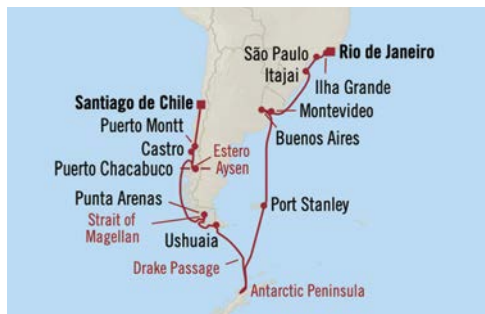 São Paulo
Rio de Janeiro
Itajai
Ilha Grande
Santiago de Chile
Montevideo
Puerto Montt
Buenos Aires
Castro
Estero
Aysen
Puerto Chacabuco
Punta Arenas
Port Stanley
Strait of
Magellan
Ushuaia
Drake Passage
Antarctic Peninsula